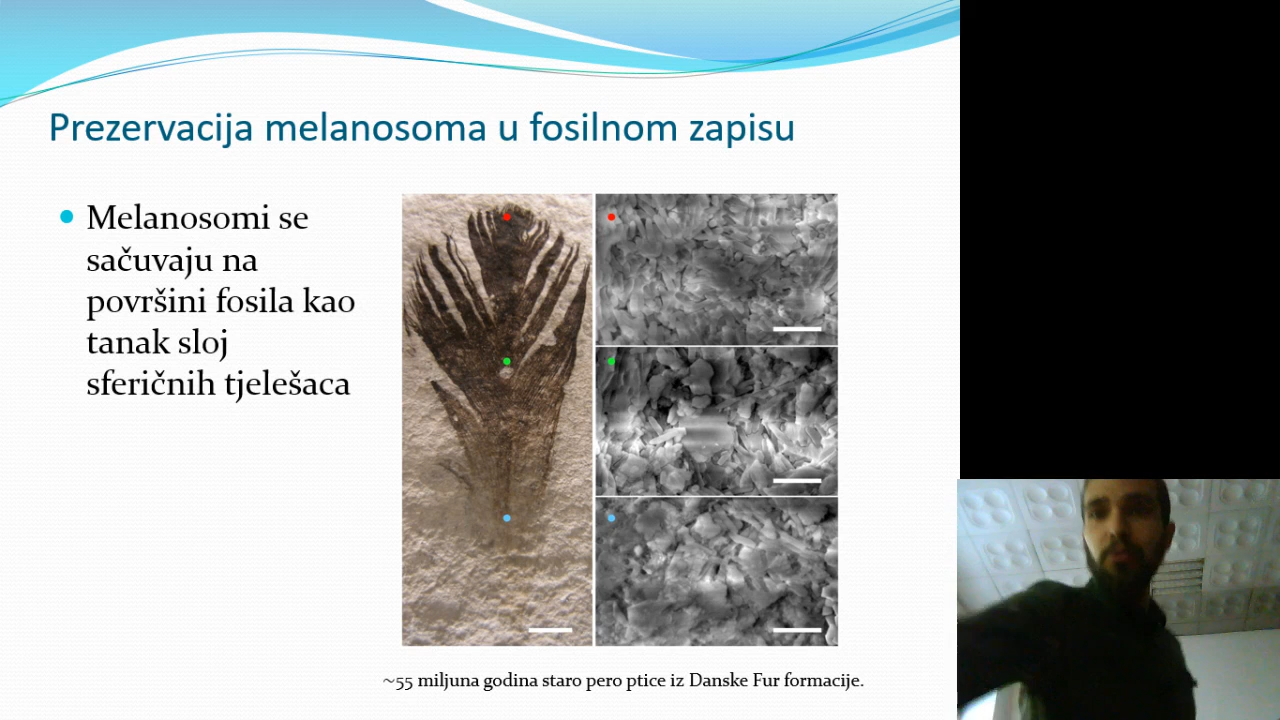 Prezervacija melanosoma u fosilnom zapisu
Melanosomi se
sačuvaju na
površini fosila kao
tanak sloj
sferičnih tjelešaca
~55 miljuna godina staro pero ptice iz Danske Fur formacije.